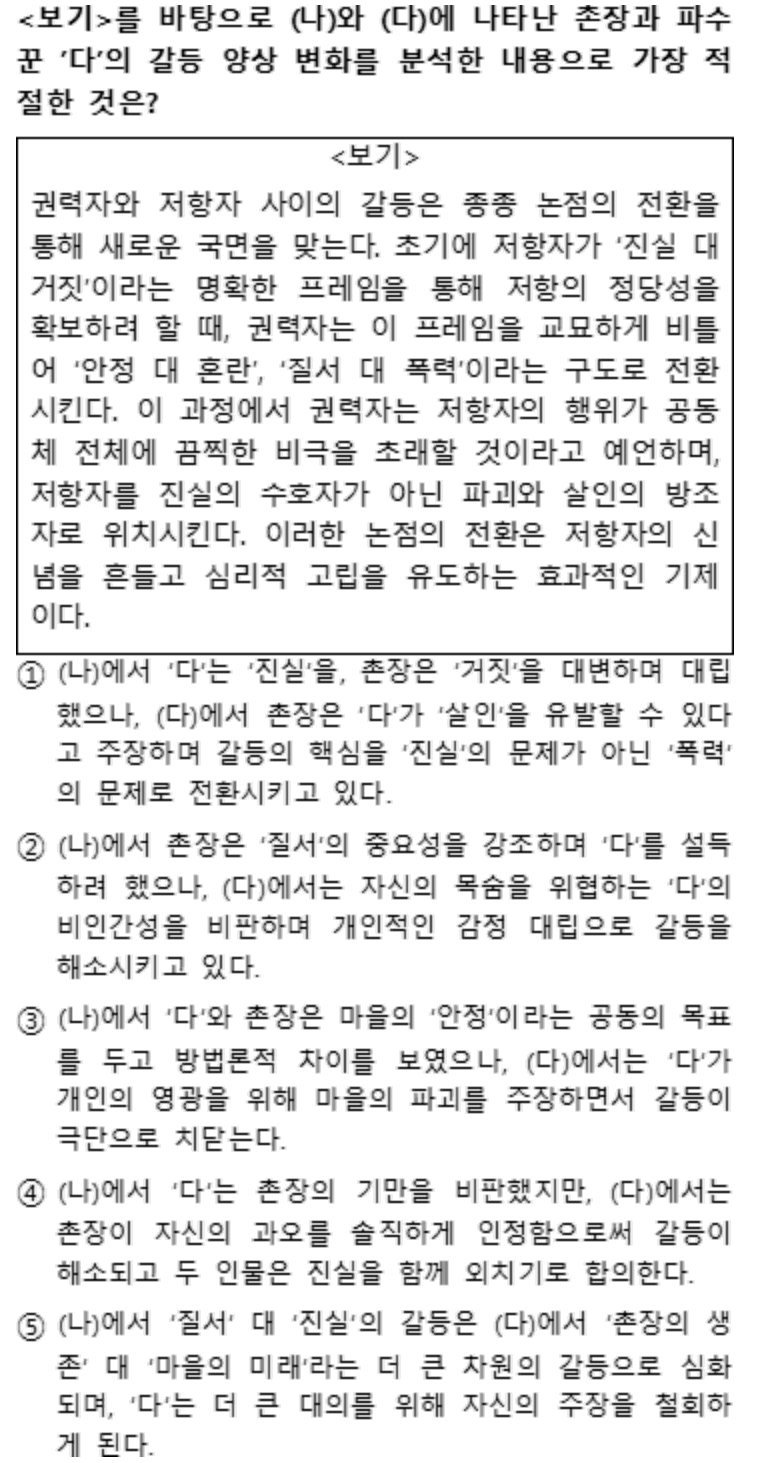 <보기>를 바탕으로 (나)와 (다)에 나타난 촌장과 파수
꾼 '다'의 갈등 양상 변화를 분석한 내용으로 가장 적
절한 것은?
<보기>
권력자와 저항자 사이의 갈등은 종종 논점의 전환을
통해 새로운 국면을 맞는다. 초기에 저항자가 '진실 대
거짓'이라는 명확한 프레임을 통해 저항의 정당성을
확보하려 할 때, 권력자는 이 프레임을 교묘하게 비틀
어 '안정 대 혼란', '질서 대 폭력'이라는 구도로 전환
시킨다. 이 과정에서 권력자는 저항자의 행위가 공동
체 전체에 끔찍한 비극을 초래할 것이라고 예언하며,
저항자를 진실의 수호자가 아닌 파괴와 살인의 방조
자로 위치시킨다. 이러한 논점의 전환은 저항자의 신
념을 흔들고 심리적 고립을 유도하는 효과적인 기제
이다.
① (나)에서 '다'는 '진실'을, 촌장은 '거짓'을 대변하며 대립
했으나, (다)에서 촌장은 '다'가 '살인'을 유발할 수 있다
고 주장하며 갈등의 핵심을 '진실'의 문제가 아닌 '폭력'
의 문제로 전환시키고 있다.
② (나)에서 촌장은 '질서'의 중요성을 강조하며 '다'를 설득
하려 했으나, (다)에서는 자신의 목숨을 위협하는 '다'의
비인간성을 비판하며 개인적인 감정 대립으로 갈등을
해소시키고 있다.
③ (나)에서 '다'와 촌장은 마을의 '안정'이라는 공동의 목표
를 두고 방법론적 차이를 보였으나, (다)에서는 '다'가
개인의 영광을 위해 마을의 파괴를 주장하면서 갈등이
극단으로 치닫는다.
④ (나)에서 '다'는 촌장의 기만을 비판했지만, (다)에서는
촌장이 자신의 과오를 솔직하게 인정함으로써 갈등이
해소되고 두 인물은 진실을 함께 외치기로 합의한다.
⑤ (나)에서 '질서' 대 '진실'의 갈등은 (다)에서 '촌장의 생
존' 대 '마을의 미래'라는 더 큰 차원의 갈등으로 심화
되며, '다'는 더 큰 대의를 위해 자신의 주장을 철회하
게 된다.